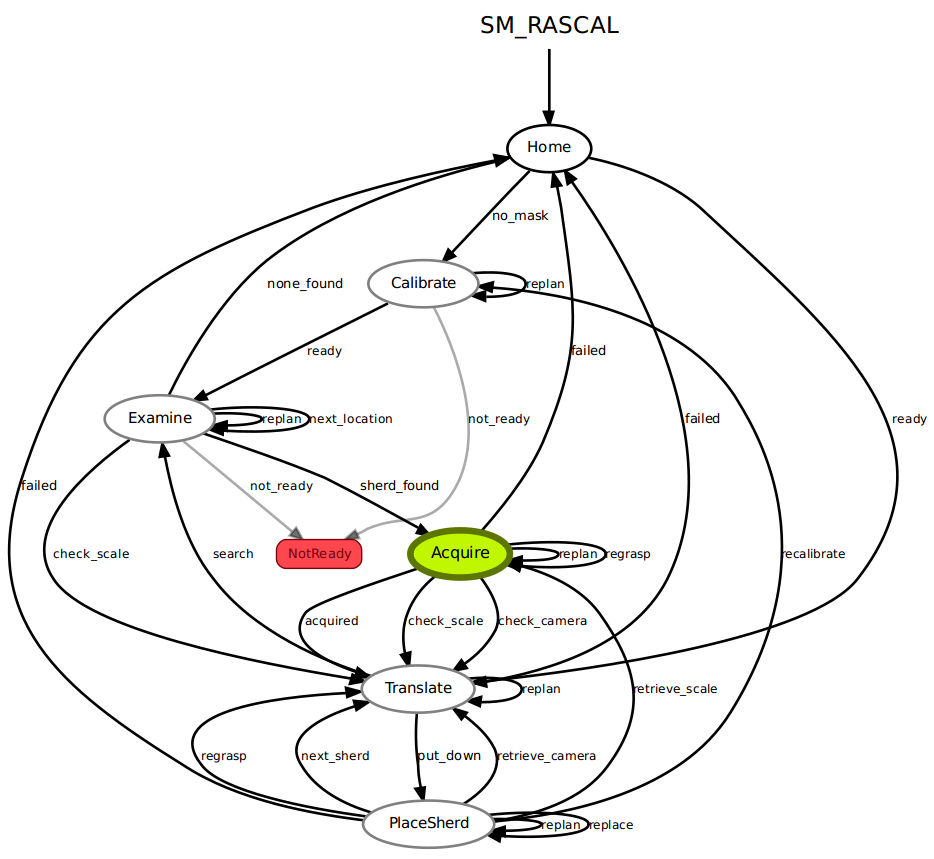 SM_RASCAL
Home
no_mask
Calibrate
replan
none_found
ready
failed
Examine
replan
next_location
not_ready
failed
ready
failed
not_ready
sherd_found
check_scale
search
NotReady
Acquire
replan
regrasp
recalibrate
acquired
check_scale
check_camera
Translate
replan
retrieve_scale
regrasp
next_sherd
put_down
retrieve_camera
PlaceSherd
replan
replace